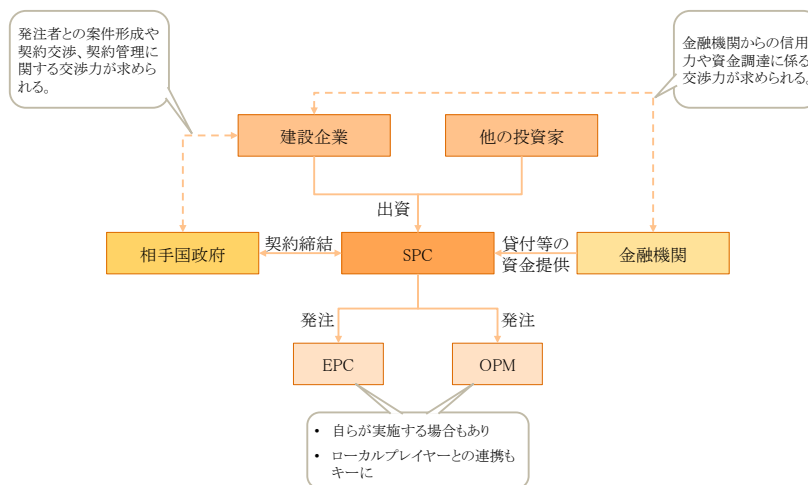 発注者との案件形成や
契約交渉、契約管理に
関する交渉力が求めら
れる。
金融機関からの信用
力や資金調達に係る
交渉力が求められる。
建設企業
他の投資家
出資
相手国政府
契約締結
SPC
貸付等の
資金提供
金融機関
発注
発注
EPC
OPM
• 自らが実施する場合もあり
• ローカルプレイヤーとの連携も
キーに